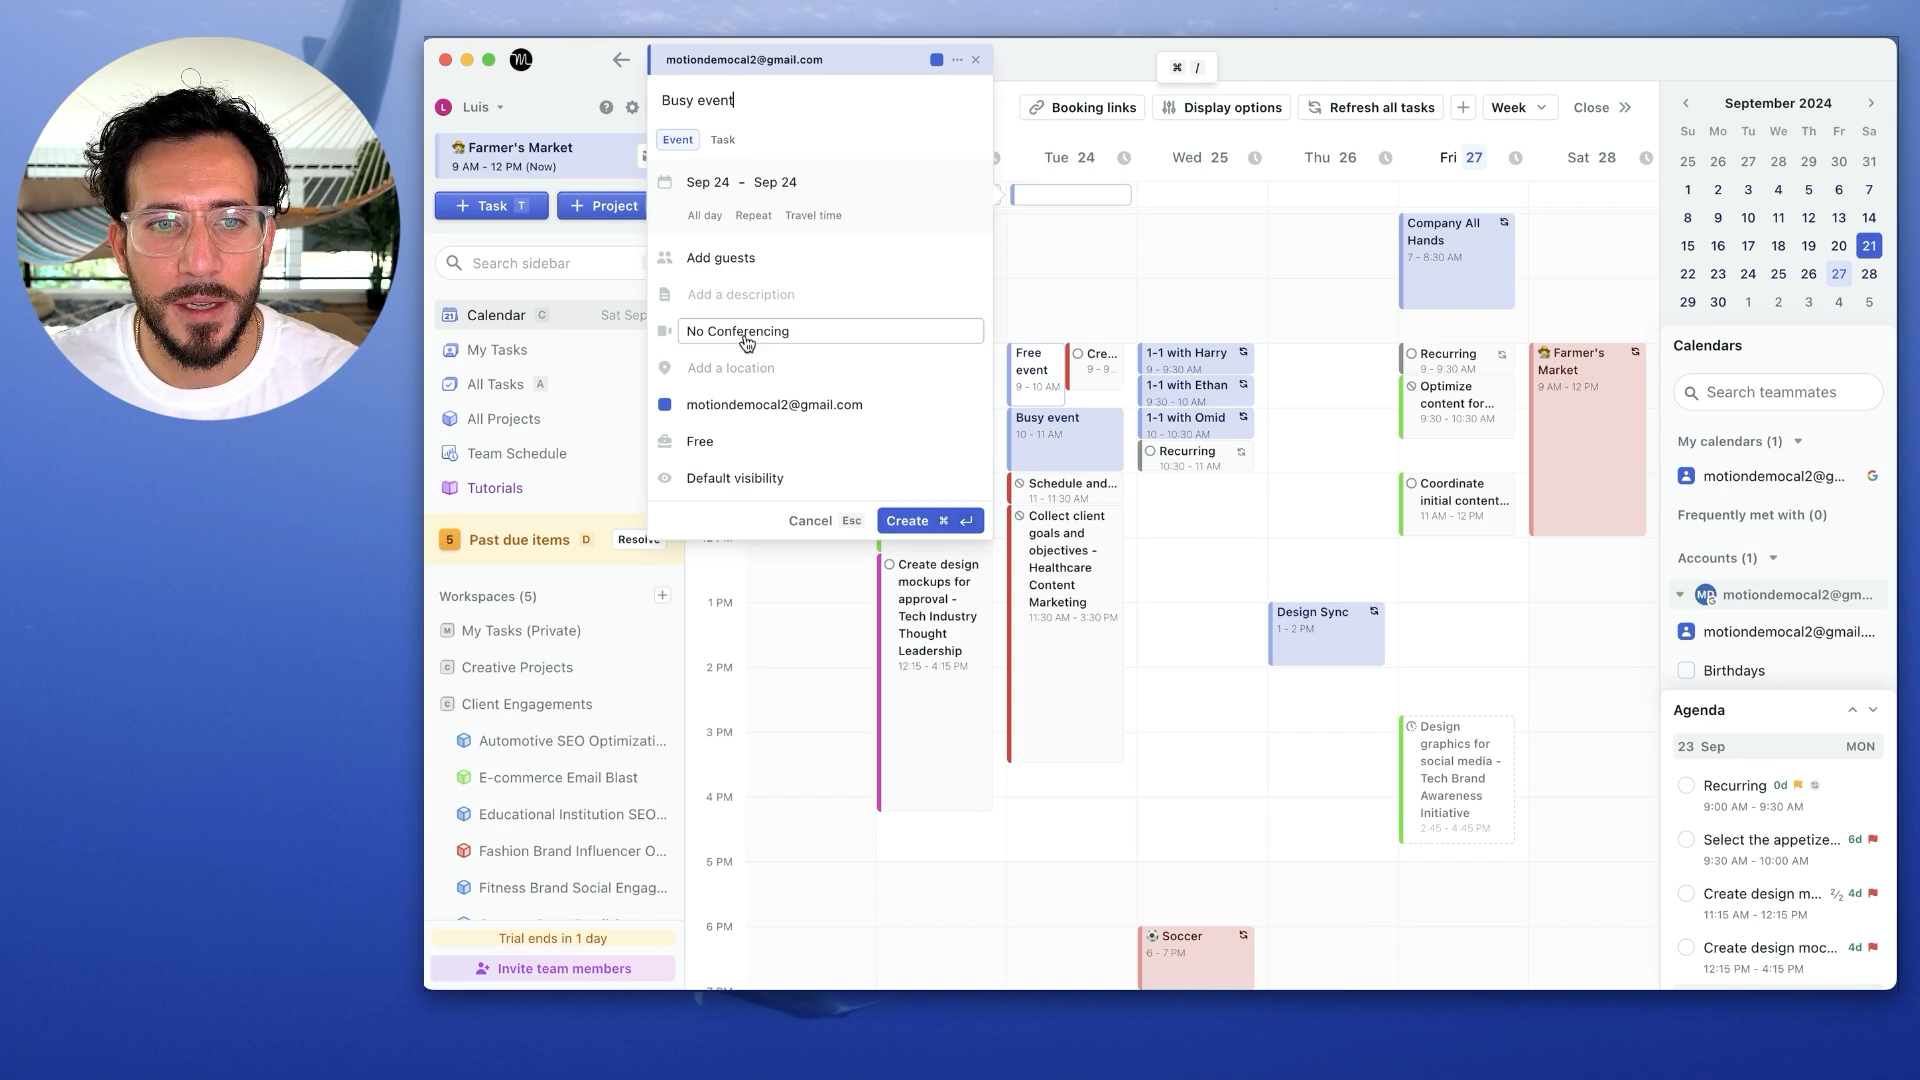 motiondemocal2@gmail.com
⌘ /
L Luis
Busy event
Booking links
Display options
Refresh all tasks
Week
Close
September 2024
Su Mo Tu We Th Fr Sa
25 26 27 28 29 30 31
1 2 3 4 5 6 7
8 9 10 11 12 13 14
15 16 17 18 19 20 21
22 23 24 25 26 27 28
29 30 1 2 3 4 5
Farmer's Market
9 AM - 12 PM (Now)
Event
Task
Tue 24
Wed 25
Thu 26
Fri 27
Sat 28
Task T
Project
Sep 24 - Sep 24
All day
Repeat
Travel time
Search sidebar
Add guests
Add a description
No Conferencing
Add a location
motiondemocal2@gmail.com
Free
Default visibility
Cancel Esc
Create ⌘
21 Calendar C
Sat Sep
My Tasks
All Tasks A
All Projects
Team Schedule
Tutorials
5 Past due items D
Resolve
Workspaces (5)
M My Tasks (Private)
C Creative Projects
C Client Engagements
Automotive SEO Optimizati...
E-commerce Email Blast
Educational Institution SEO...
Fashion Brand Influencer O...
Fitness Brand Social Engag...
Trial ends in 1 day
Invite team members
1 PM
2 PM
3 PM
4 PM
5 PM
6 PM
7 PM
Create design
mockups for
approval -
Tech Industry
Thought
Leadership
12:15 - 4:15 PM
Free
event
9 - 10 AM
Cre...
9 - 9...
Busy event
10 - 11 AM
Schedule and...
11 - 11:30 AM
Collect client
goals and
objectives -
Healthcare
Content
Marketing
11:30 AM - 3:30 PM
1-1 with Harry
9 - 9:30 AM
1-1 with Ethan
9:30 - 10 AM
1-1 with Omid
10 - 10:30 AM
Recurring
10:30 - 11 AM
Soccer
6 - 7 PM
Design Sync
1 - 2 PM
Company All
Hands
7 - 8:30 AM
Recurring
9 - 9:30 AM
Optimize
content for...
9:30 - 10:30 AM
Coordinate
initial content...
11 AM - 12 PM
Design
graphics for
social media -
Tech Brand
Awareness
Initiative
2:45 - 4:45 PM
Farmer's
Market
9 AM - 12 PM
Calendars
Search teammates
My calendars (1)
motiondemocal2@g...
Frequently met with (0)
Accounts (1)
motiondemocal2@gm...
motiondemocal2@gmail....
Birthdays
Agenda
23 Sep MON
Recurring 0d
9:00 AM - 9:30 AM
Select the appetize... 6d
9:30 AM - 10:00 AM
Create design m... 2/2 4d
11:15 AM - 12:15 PM
Create design moc... 4d
12:15 PM - 4:15 PM